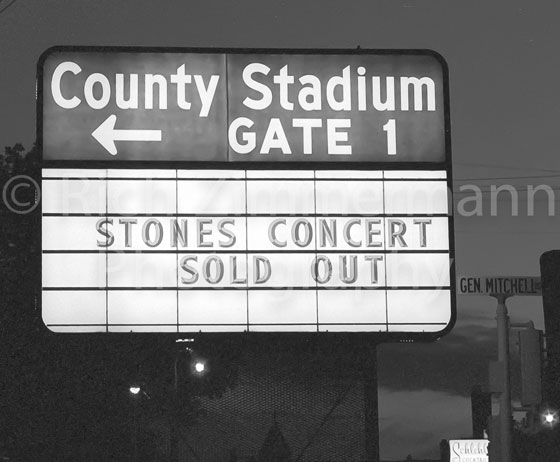 County Stadium
GATE 1
© Rich Zimmermann
Photography
STONES CONCERT
SOLD OUT
GEN. MITCHELL